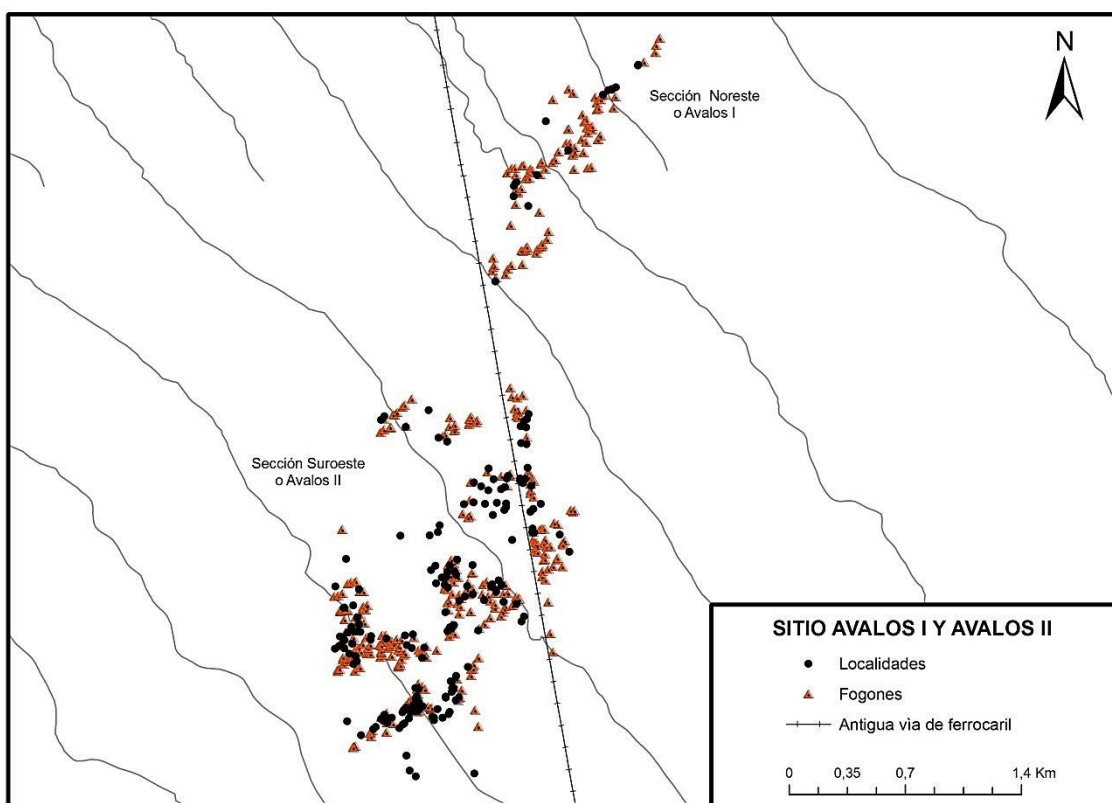 N
Sección Noreste
o Avalos I
Sección Suroeste
o Avalos II
SITIO AVALOS I Y AVALOS II
Localidades
Fogones
Antigua vìa de ferrocaril
0 0,35 0,7 1,4 Km